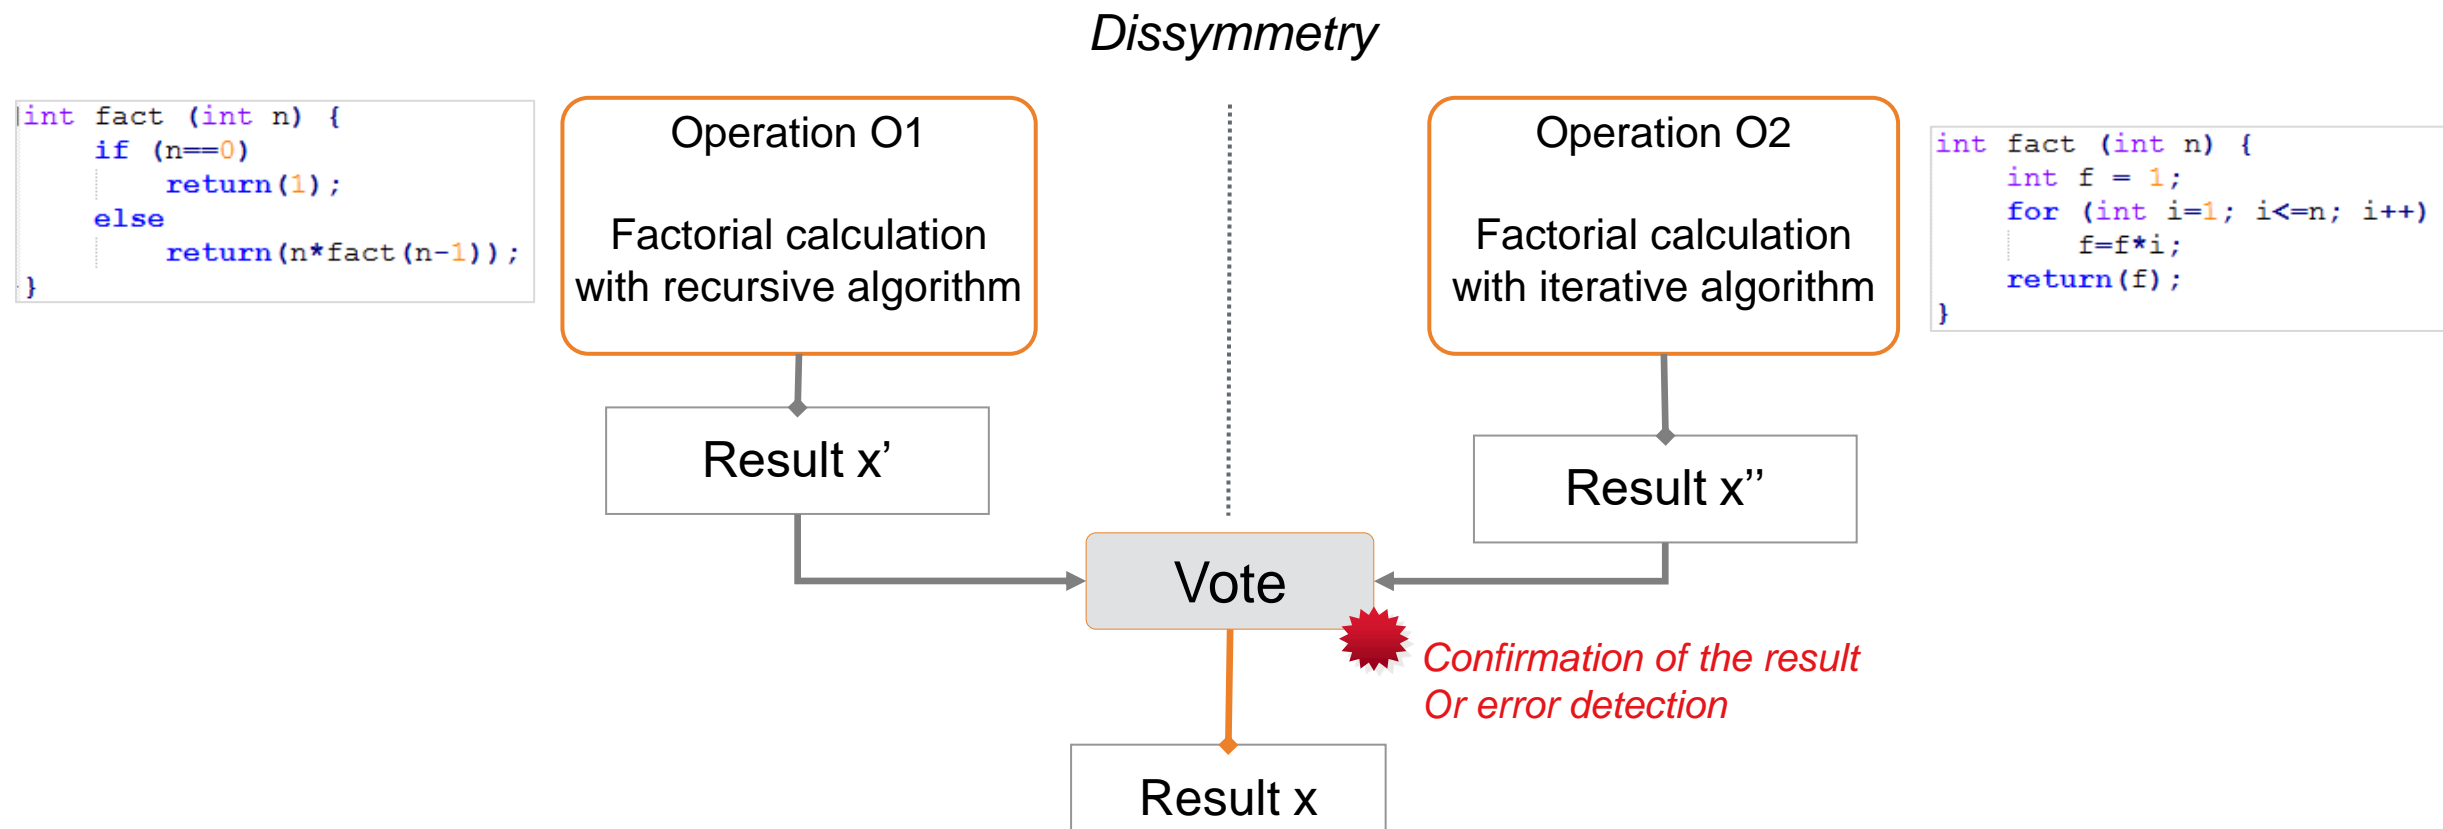 Dissymmetry
int fact (int n) {
    if (n==0)
        return(1);
    else
        return(n*fact(n-1));
}
Operation O1
Factorial calculation
with recursive algorithm
Operation O2
Factorial calculation
with iterative algorithm
int fact (int n) {
    int f = 1;
    for (int i=1; i<=n; i++)
        f=f*i;
    return(f);
}
Result x’
Result x’’
Vote
Confirmation of the result
Or error detection
Result x